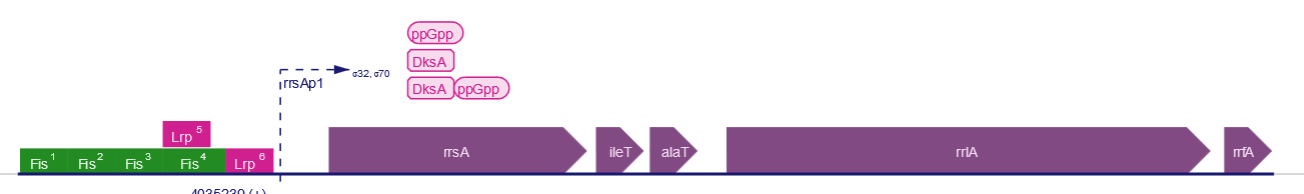 ppGpp
DksA
DksA ppGpp
rrsAp1 σ32, σ70
Lrp 5
Fis 1 Fis 2 Fis 3 Fis 4 Lrp 6
rrsA ileT alaT rrlA rrfA
4035230 (+)